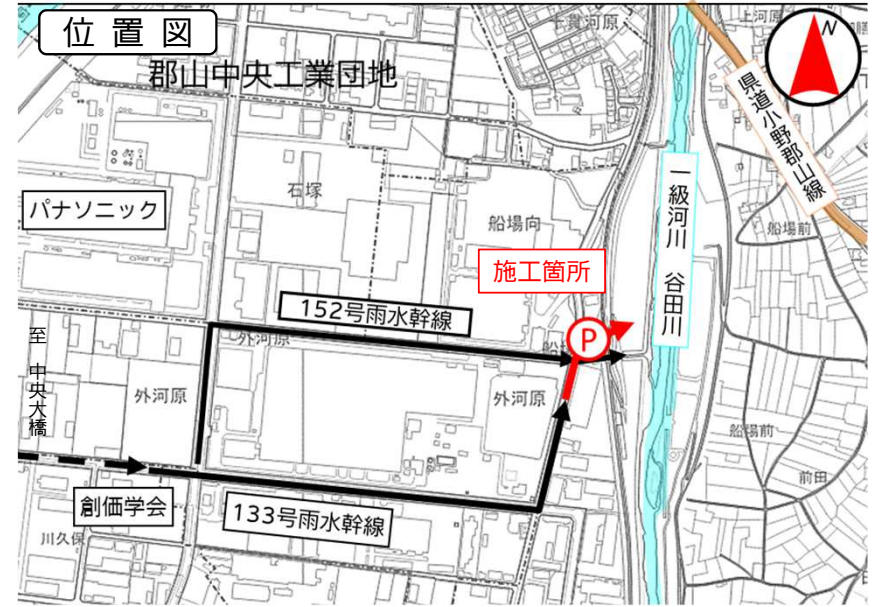 位置図
N
郡山中央工業団地
上河原
県道小野郡山線
石塚
パナソニック
船場向
船場前
一級河川 谷田川
施工箇所
152号雨水幹線
P
外河原
至 中央大橋
外河原
外河原
船場前
前田
創価学会
133号雨水幹線
川久保